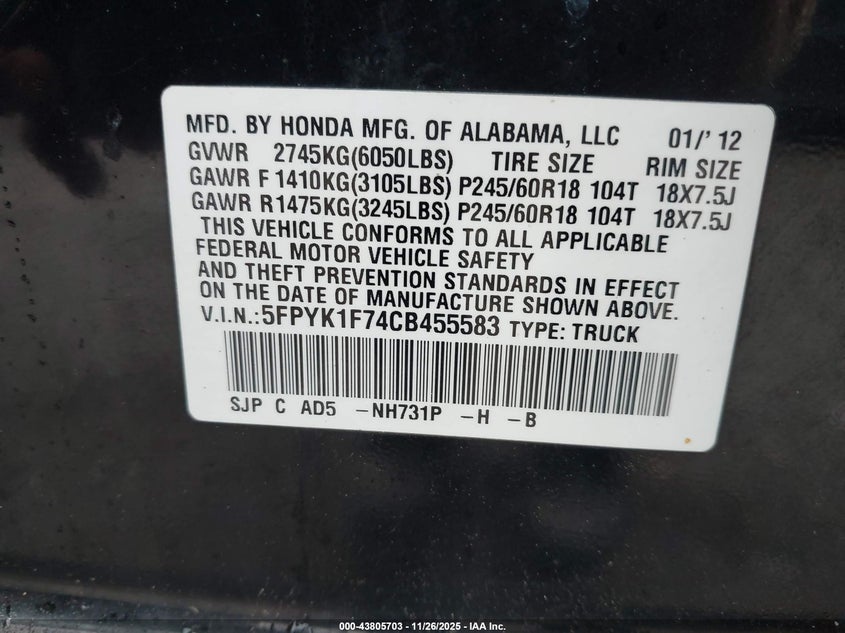 MFD. BY HONDA MFG. OF ALABAMA, LLC 01/' 12
GVWR 2745KG(6050LBS) TIRE SIZE RIM SIZE
GAWR F 1410KG(3105LBS) P245/60R18 104T 18X7.5J
GAWR R1475KG(3245LBS) P245/60R18 104T 18X7.5J
THIS VEHICLE CONFORMS TO ALL APPLICABLE
FEDERAL MOTOR VEHICLE SAFETY
AND THEFT PREVENTION STANDARDS IN EFFECT
ON THE DATE OF MANUFACTURE SHOWN ABOVE.
V.I.N.:5FPYK1F74CB455583 TYPE: TRUCK
SJP C AD5 -NH731P -H -B
000-43805703 - 11/26/2025 - IAA Inc.